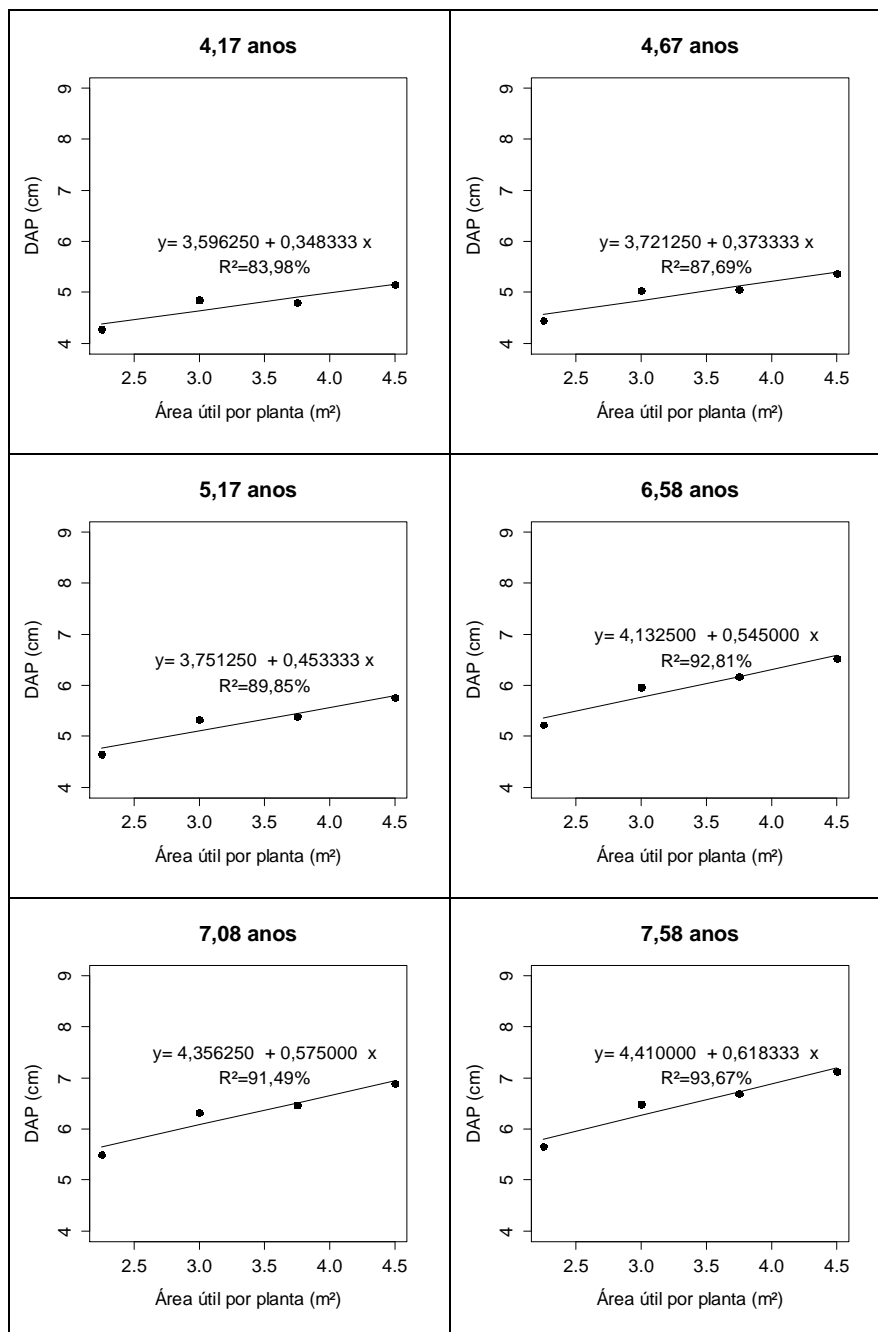 4,17 anos
DAP (cm)
9
8
7
6
5
4
y= 3,596250 + 0,348333 x
R²=83,98%
2.5 3.0 3.5 4.0 4.5
Área útil por planta (m²)
4,67 anos
DAP (cm)
9
8
7
6
5
4
y= 3,721250 + 0,373333 x
R²=87,69%
2.5 3.0 3.5 4.0 4.5
Área útil por planta (m²)
5,17 anos
DAP (cm)
9
8
7
6
5
4
y= 3,751250 + 0,453333 x
R²=89,85%
2.5 3.0 3.5 4.0 4.5
Área útil por planta (m²)
6,58 anos
DAP (cm)
9
8
7
6
5
4
y= 4,132500 + 0,545000 x
R²=92,81%
2.5 3.0 3.5 4.0 4.5
Área útil por planta (m²)
7,08 anos
DAP (cm)
9
8
7
6
5
4
y= 4,356250 + 0,575000 x
R²=91,49%
2.5 3.0 3.5 4.0 4.5
Área útil por planta (m²)
7,58 anos
DAP (cm)
9
8
7
6
5
4
y= 4,410000 + 0,618333 x
R²=93,67%
2.5 3.0 3.5 4.0 4.5
Área útil por planta (m²)